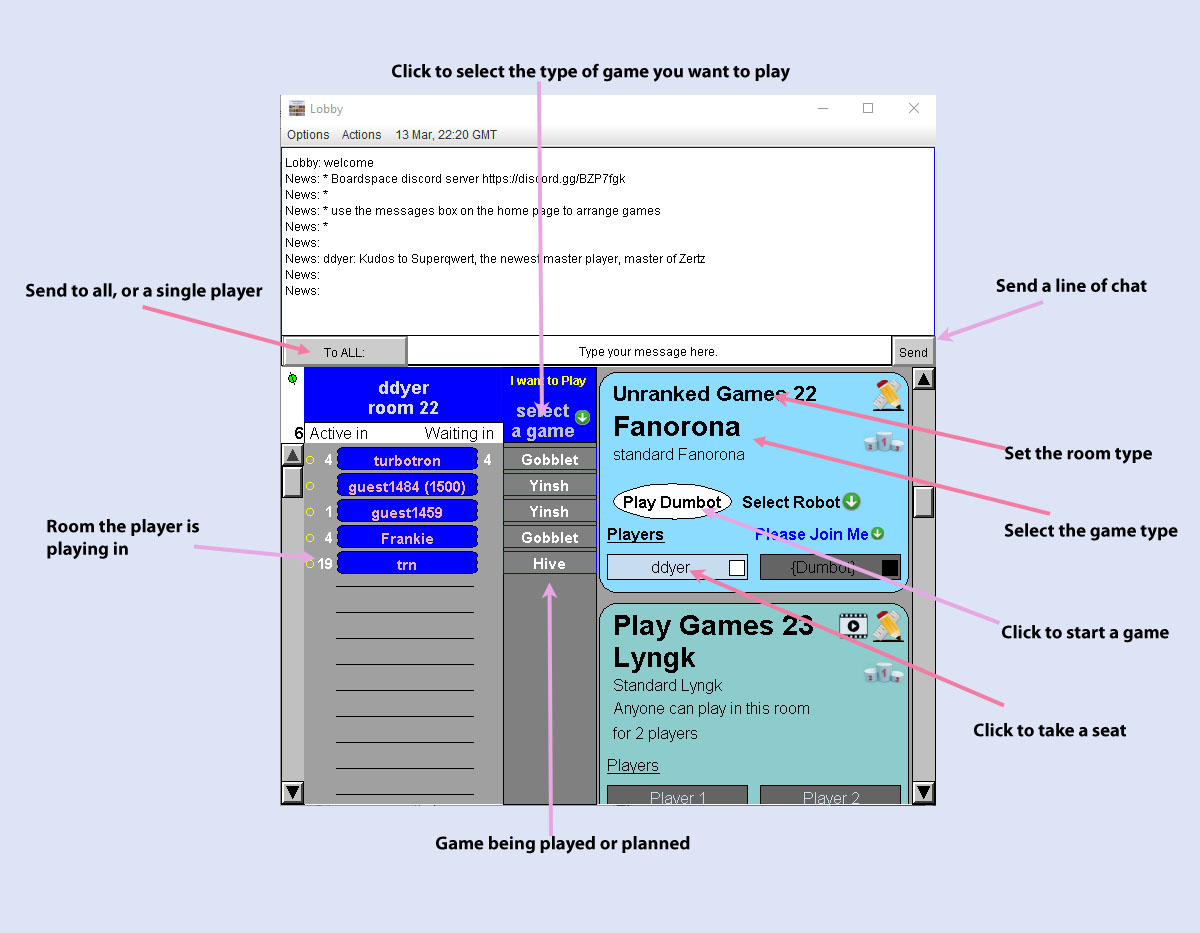 Click to select the type of game you want to play
Lobby
Options Actions 13 Mar, 22:20 GMT
Lobby: welcome
News: * Boardspace discord server https://discord.gg/BZP7fgk
News: *
News: * use the messages box on the home page to arrange games
News: *
News:
News: ddyer: Kudos to Superqwert, the newest master player, master of Zertz
News:
News:
Send to all, or a single player
Send a line of chat
To ALL:
Type your message here.
Send
ddyer
room 22
I want to Play
select
a game
6 Active in Waiting in
4 turbotron 4 Gobblet
guest1484 (1500) Yinsh
1 guest1459 Yinsh
4 Frankie Gobblet
19 trn Hive
Room the player is
playing in
Unranked Games 22
Fanorona
standard Fanorona
Play Dumbot Select Robot
Players Please Join Me
ddyer {Dumbot}
Set the room type
Select the game type
Click to start a game
Click to take a seat
Play Games 23
Lyngk
Standard Lyngk
Anyone can play in this room
for 2 players
Players
Player 1 Player 2
Game being played or planned